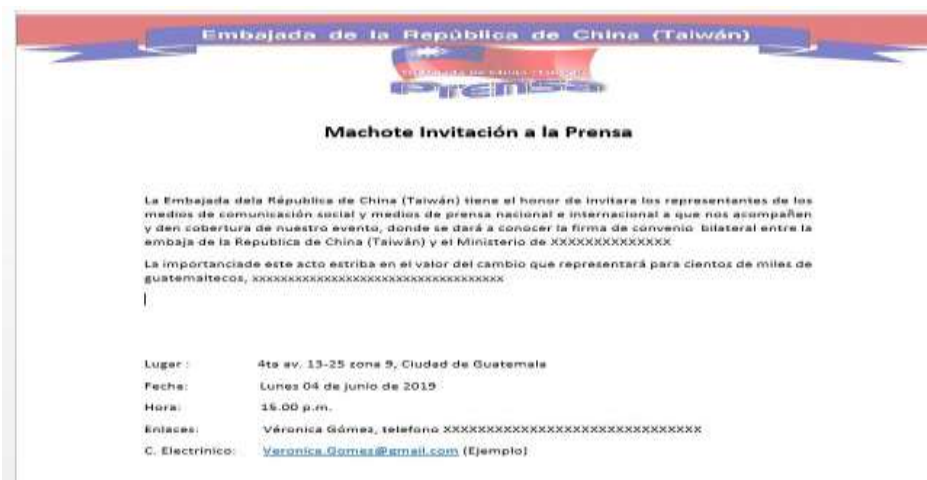 Embajada de la República de China (Taiwán)
Prensa
Machote Invitación a la Prensa
La Embajada dela Républica de China (Taiwán) tiene el honor de invitara los representantes de los
medios de comunicación social y medios de prensa nacional e internacional a que nos acompañen
y den cobertura de nuestro evento, donde se dará a conocer la firma de convenio bilateral entre la
embaja de la Republica de China (Taiwán) y el Ministerio de XXXXXXXXXXXXXX
La importanciade este acto estriba en el valor del cambio que representará para cientos de miles de
guatemaltecos, xxxxxxxxxxxxxxxxxxxxxxxxxxxxxxxxxxx
Lugar : 4ta av. 13-25 zona 9, Ciudad de Guatemala
Fecha: Lunes 04 de junio de 2019
Hora: 15.00 p.m.
Enlaces: Véronica Gómez, telefono XXXXXXXXXXXXXXXXXXXXXXXXXXXXXX
C. Electrínico: Veronica.Gomez@gmail.com (Ejemplo)